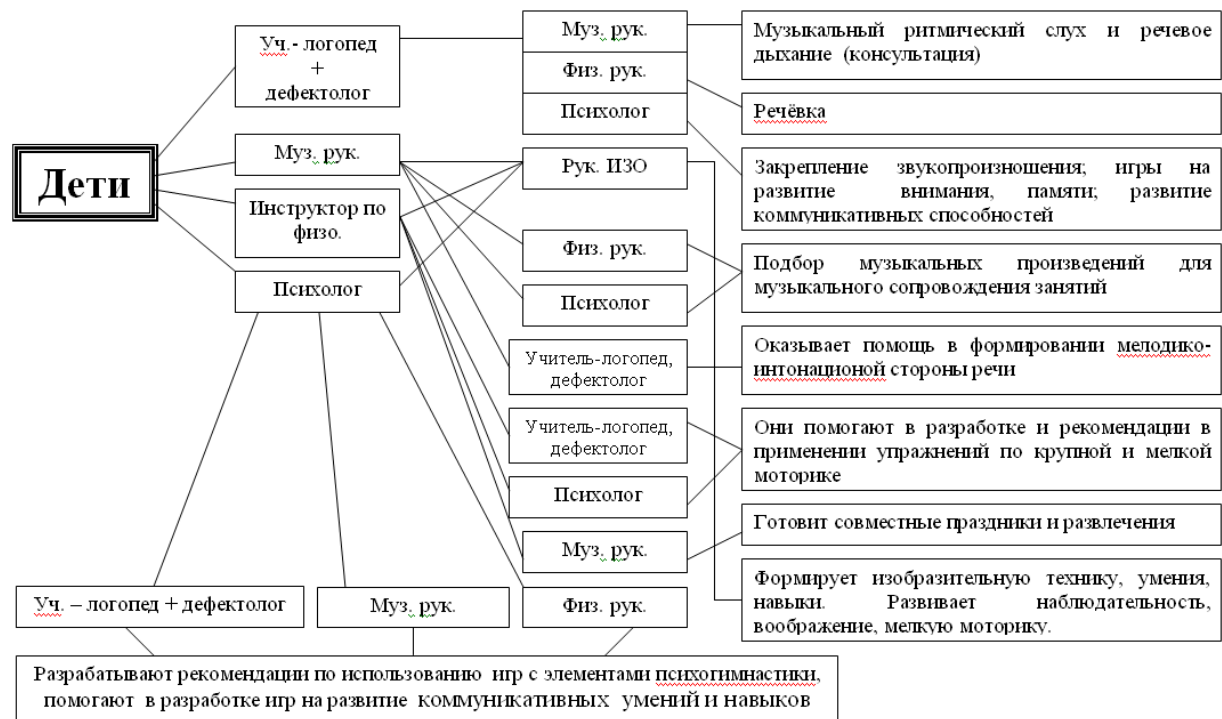 Уч.- логопед
+
дефектолог
Муз. рук.
Физ. рук.
Психолог
Музыкальный ритмический слух и речевое
дыхание (консультация)
Речёвка
Дети
Муз. рук.
Инструктор по
физо.
Психолог
Рук. ИЗО
Закрепление звукопроизношения; игры на
развитие внимания, памяти; развитие
коммуникативных способностей
Физ. рук.
Психолог
Подбор музыкальных произведений для
музыкального сопровождения занятий
Учитель-логопед,
дефектолог
Оказывает помощь в формировании мелодико-
интонационой стороны речи
Учитель-логопед,
дефектолог
Психолог
Они помогают в разработке и рекомендации в
применении упражнений по крупной и мелкой
моторике
Муз. рук.
Готовит совместные праздники и развлечения
Формирует изобразительную технику, умения,
навыки. Развивает наблюдательность,
воображение, мелкую моторику.
Уч. – логопед + дефектолог
Муз. рук.
Физ. рук.
Разрабатывают рекомендации по использованию игр с элементами психогимнастики,
помогают в разработке игр на развитие коммуникативных умений и навыков